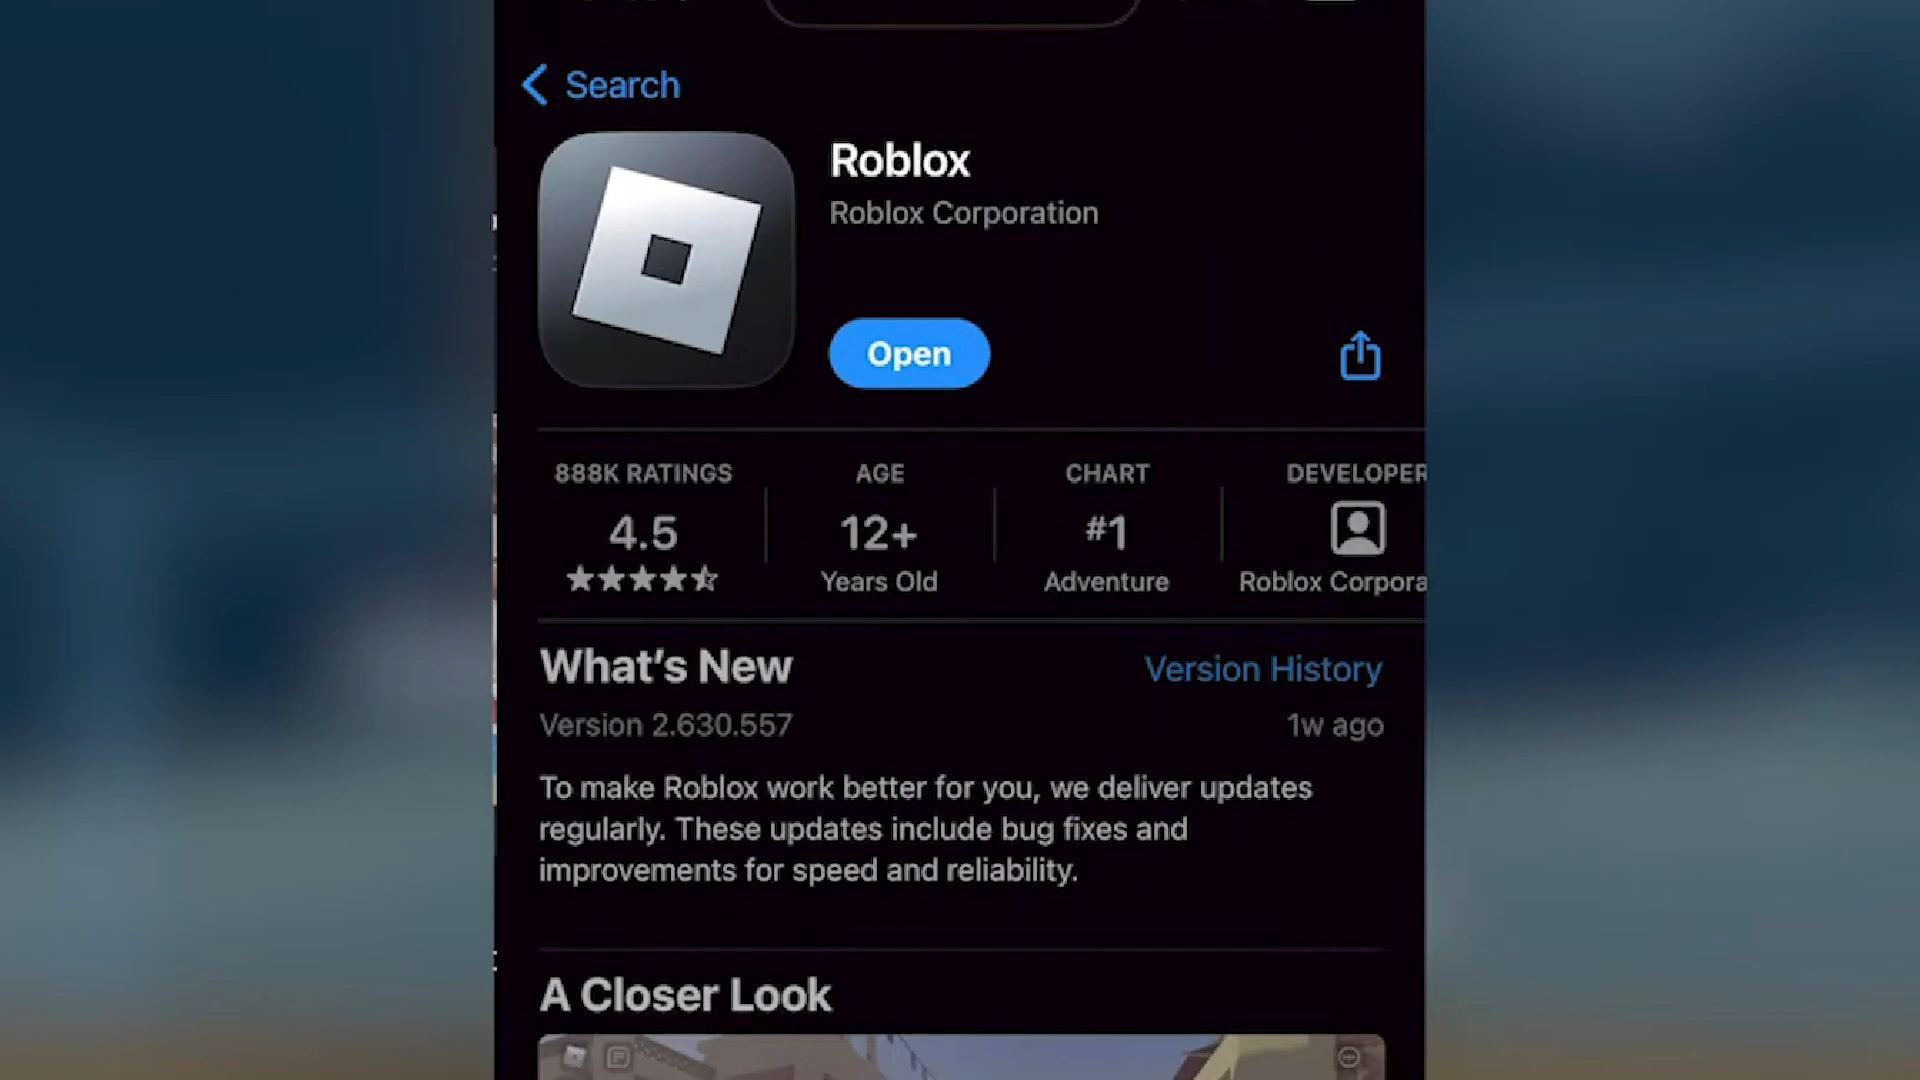 Search
Roblox
Roblox Corporation
Open
888K RATINGS
4.5
AGE
12+
Years Old
CHART
#1
Adventure
DEVELOPER
Roblox Corpora
What's New
Version History
Version 2.630.557
1w ago
To make Roblox work better for you, we deliver updates
regularly. These updates include bug fixes and
improvements for speed and reliability.
A Closer Look